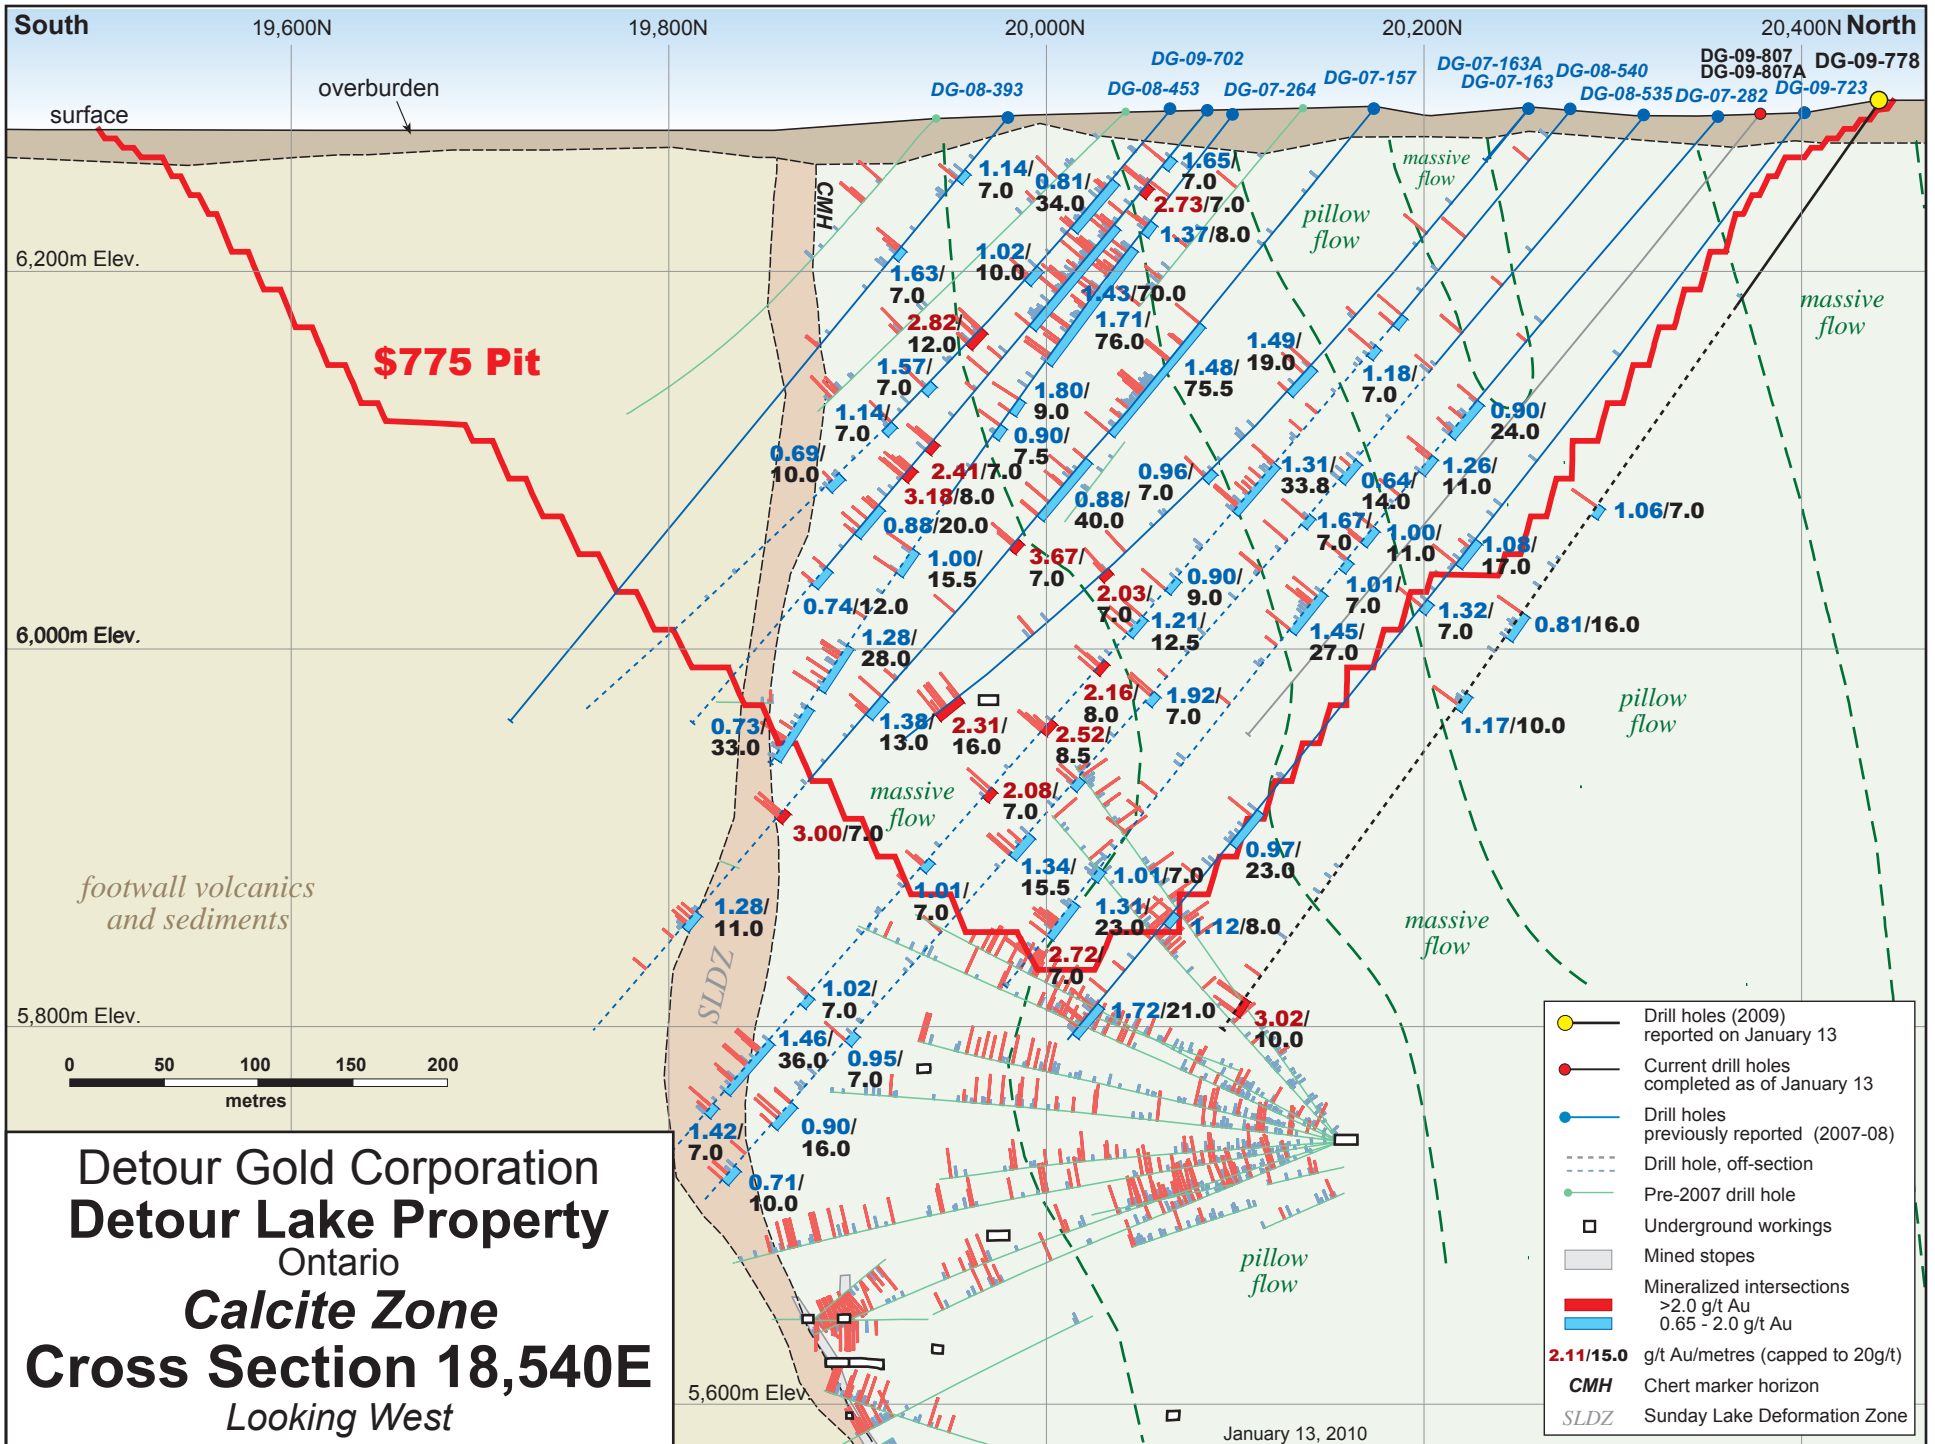 South
19,600N
19,800N
20,000N
20,200N
20,400N
North
DG-09-702
DG-08-393
DG-08-453
DG-07-264
DG-07-157
DG-07-163A
DG-07-163
DG-08-540
DG-08-535
DG-07-282
DG-09-807
DG-09-807A
DG-09-778
DG-09-723
overburden
surface
CMH
massive
flow
pillow
flow
massive
flow
6,200m Elev.
$775 Pit
1.14/
7.0
0.81/
34.0
1.65/
7.0
2.73/7.0
1.37/8.0
1.63/
7.0
1.02/
10.0
1.43/70.0
1.71/
76.0
2.82/
12.0
1.57/
7.0
1.48/
75.5
1.49/
19.0
1.18/
7.0
1.80/
9.0
1.14/
7.0
0.90/
7.5
0.90/
24.0
0.69/
10.0
2.41/7.0
3.18/8.0
0.96/
7.0
1.31/
33.8
0.64/
14.0
1.26/
11.0
0.88/20.0
0.88/
40.0
1.67/
7.0
1.00/
11.0
1.06/7.0
1.00/
15.5
3.67/
7.0
1.08/
17.0
2.03/
7.0
0.90/
9.0
1.01/
7.0
0.74/12.0
1.21/
12.5
1.45/
27.0
1.32/
7.0
0.81/16.0
6,000m Elev.
1.28/
28.0
2.16/
8.0
1.92/
7.0
0.73/
33.0
1.38/
13.0
2.31/
16.0
2.52/
8.5
1.17/10.0
pillow
flow
massive
flow
2.08/
7.0
3.00/7.0
0.97/
23.0
footwall volcanics
and sediments
1.34/
15.5
1.01/7.0
1.01/
7.0
1.28/
11.0
1.31/
23.0
1.12/8.0
massive
flow
SLDZ
2.72/
7.0
1.02/
7.0
1.72/21.0
3.02/
10.0
5,800m Elev.
1.46/
36.0
0.95/
7.0
0 50 100 150 200
metres
1.42/
7.0
0.90/
16.0
0.71/
10.0
pillow
flow
Detour Gold Corporation
Detour Lake Property
Ontario
Calcite Zone
Cross Section 18,540E
Looking West
5,600m Elev.
January 13, 2010
Drill holes (2009)
reported on January 13
Current drill holes
completed as of January 13
Drill holes
previously reported (2007-08)
Drill hole, off-section
Pre-2007 drill hole
Underground workings
Mined stopes
Mineralized intersections
>2.0 g/t Au
0.65 - 2.0 g/t Au
2.11/15.0 g/t Au/metres (capped to 20g/t)
CMH Chert marker horizon
SLDZ Sunday Lake Deformation Zone